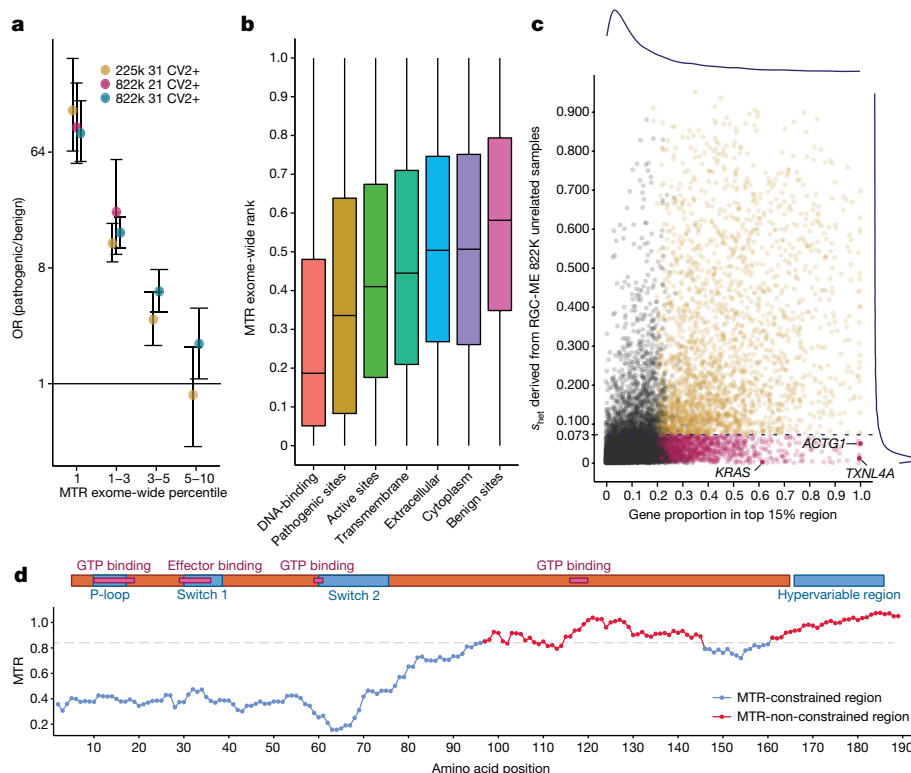 a
225k 31 CV2+
822k 21 CV2+
822k 31 CV2+
OR (pathogenic/benign)
64
8
1
1
1–3
3–5
5–10
MTR exome-wide percentile
b
MTR exome-wide rank
1.0
0.9
0.8
0.7
0.6
0.5
0.4
0.3
0.2
0.1
0
DNA-binding
Pathogenic sites
Active sites
Transmembrane
Extracellular
Cytoplasm
Benign sites
c
s_het derived from RGC-ME 822K unrelated samples
0.900
0.800
0.700
0.600
0.500
0.400
0.300
0.200
0.100
0.073
0
ACTG1
KRAS
TXNL4A
0 0.1 0.2 0.3 0.4 0.5 0.6 0.7 0.8 0.9 1.0
Gene proportion in top 15% region
d
GTP binding Effector binding GTP binding GTP binding
P-loop Switch 1 Switch 2 Hypervariable region
MTR
1.0
0.8
0.6
0.4
0.2
MTR-constrained region
MTR-non-constrained region
10 20 30 40 50 60 70 80 90 100 110 120 130 140 150 160 170 180 190
Amino acid position